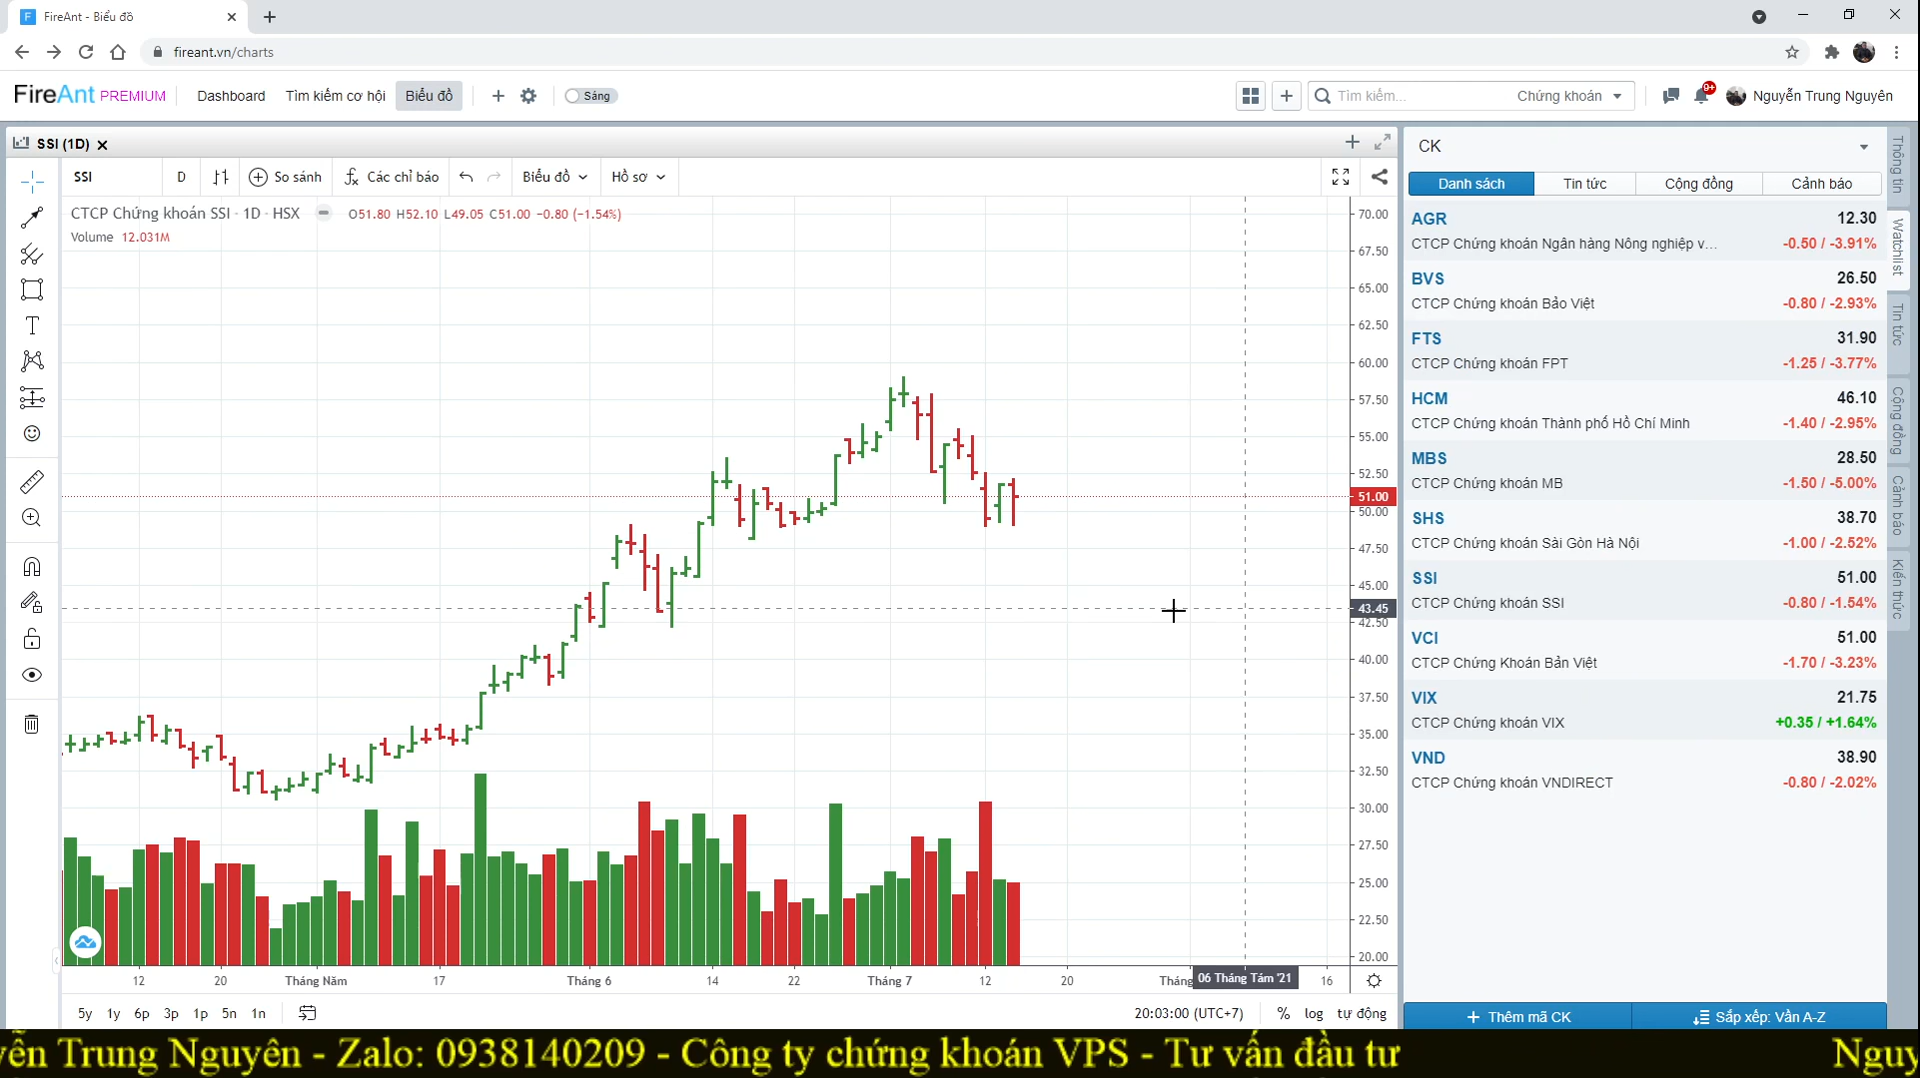 FireAnt - Biểu đồ
fireant.vn/charts
FireAnt PREMIUM Dashboard Tìm kiếm cơ hội Biểu đồ Sáng Tìm kiếm... Chứng khoán 9+ Nguyễn Trung Nguyên
SSI (1D)
SSI D So sánh Các chỉ báo Biểu đồ Hồ sơ
CTCP Chứng khoán SSI · 1D · HSX O51.80 H52.10 L49.05 C51.00 -0.80 (-1.54%)
Volume 12.031M
70.00
67.50
65.00
62.50
60.00
57.50
55.00
52.50
51.00
50.00
47.50
45.00
43.45
42.50
40.00
37.50
35.00
32.50
30.00
27.50
25.00
22.50
20.00
12 20 Tháng Năm 17 Tháng 6 14 22 Tháng 7 12 20 Tháng 06 Tháng Tám '21 16
5y 1y 6p 3p 1p 5n 1n 20:03:00 (UTC+7) % log tự động
CK
Danh sách Tin tức Cộng đồng Cảnh báo
AGR 12.30
CTCP Chứng khoán Ngân hàng Nông nghiệp v... -0.50 / -3.91%
BVS 26.50
CTCP Chứng khoán Bảo Việt -0.80 / -2.93%
FTS 31.90
CTCP Chứng khoán FPT -1.25 / -3.77%
HCM 46.10
CTCP Chứng khoán Thành phố Hồ Chí Minh -1.40 / -2.95%
MBS 28.50
CTCP Chứng khoán MB -1.50 / -5.00%
SHS 38.70
CTCP Chứng khoán Sài Gòn Hà Nội -1.00 / -2.52%
SSI 51.00
CTCP Chứng khoán SSI -0.80 / -1.54%
VCI 51.00
CTCP Chứng Khoán Bản Việt -1.70 / -3.23%
VIX 21.75
CTCP Chứng khoán VIX +0.35 / +1.64%
VND 38.90
CTCP Chứng khoán VNDIRECT -0.80 / -2.02%
Thêm mã CK Sắp xếp: Vần A-Z
Thông tin
Watchlist
Tin tức
Cộng đồng
Cảnh báo
Kiến thức
yễn Trung Nguyên - Zalo: 0938140209 - Công ty chứng khoán VPS - Tư vấn đầu tư Nguy